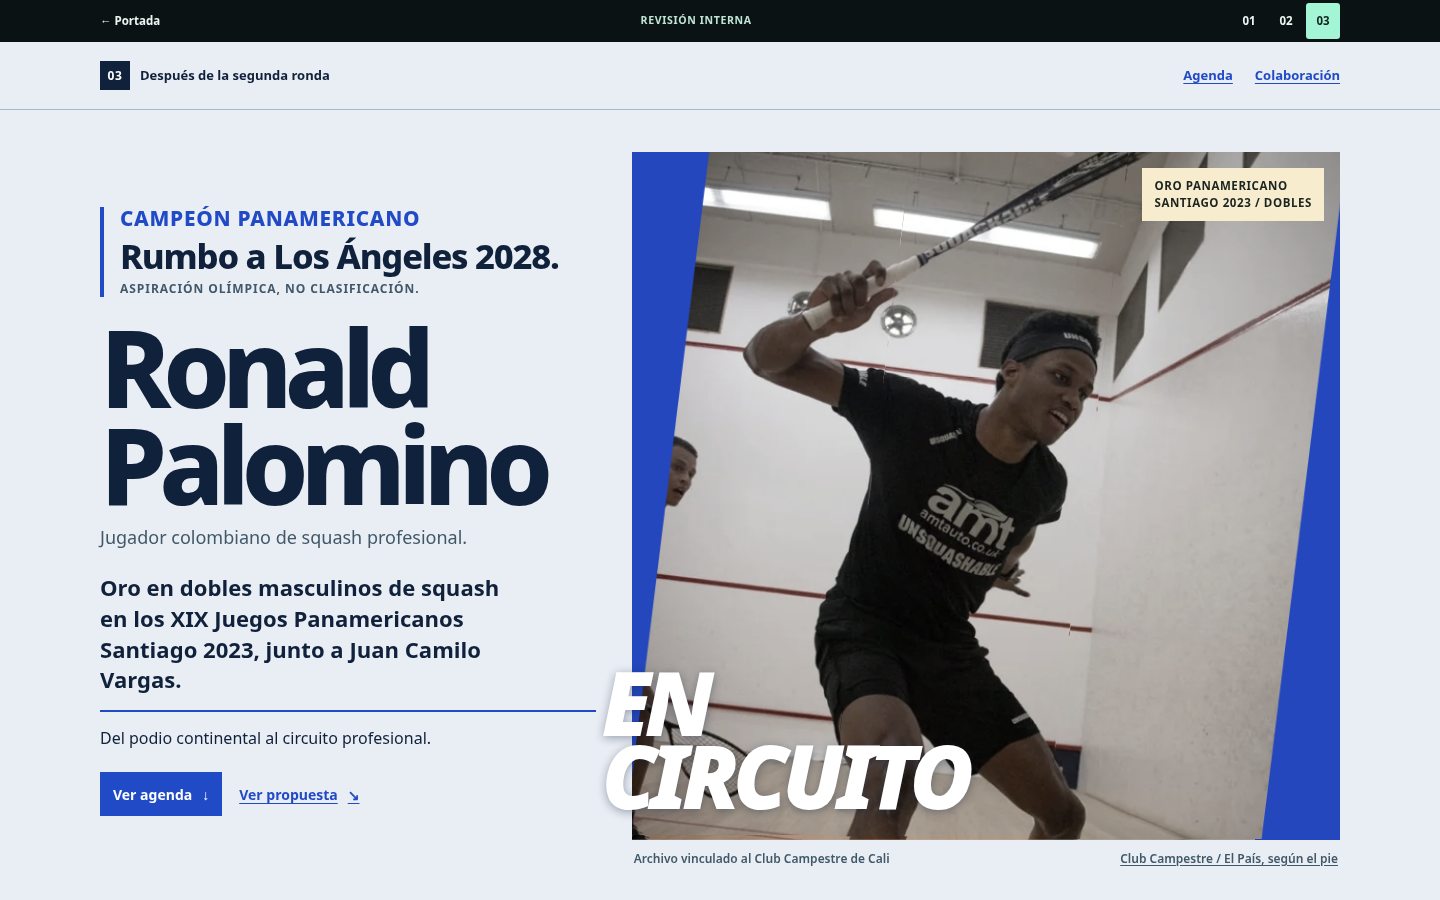 ← Portada
REVISIÓN INTERNA
01 02 03
03 Después de la segunda ronda
Agenda Colaboración
CAMPEÓN PANAMERICANO
Rumbo a Los Ángeles 2028.
ASPIRACIÓN OLÍMPICA, NO CLASIFICACIÓN.
Ronald
Palomino
Jugador colombiano de squash profesional.
Oro en dobles masculinos de squash
en los XIX Juegos Panamericanos
Santiago 2023, junto a Juan Camilo
Vargas.
Del podio continental al circuito profesional.
Ver agenda ↓ Ver propuesta ↘
ORO PANAMERICANO
SANTIAGO 2023 / DOBLES
amt
amtauto.co.uk
UNSQUASHABLE
EN
CIRCUITO
Archivo vinculado al Club Campestre de Cali
Club Campestre / El País, según el pie